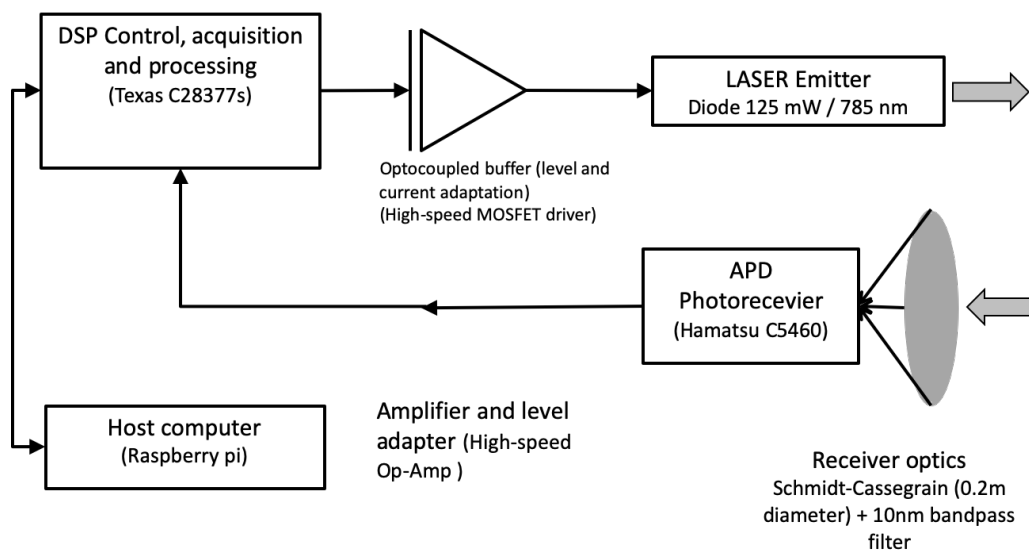 DSP Control, acquisition
and processing
(Texas C28377s)
LASER Emitter
Diode 125 mW / 785 nm
Optocoupled buffer (level and
current adaptation)
(High-speed MOSFET driver)
APD
Photorecevier
(Hamatsu C5460)
Host computer
(Raspberry pi)
Amplifier and level
adapter (High-speed
Op-Amp )
Receiver optics
Schmidt-Cassegrain (0.2m
diameter) + 10nm bandpass
filter